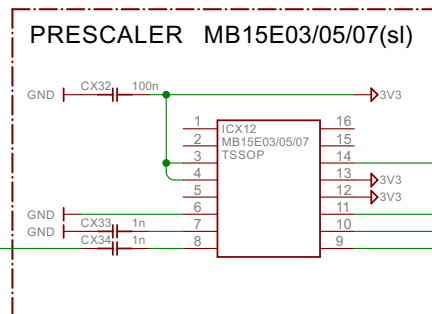 PRESCALER MB15E03/05/07(sl)
GND CX32 100n 3V3
1 ICX12 16
2 MB15E03/05/07 15
3 TSSOP 14
4 13 3V3
5 12 3V3
GND 6 11
GND CX33 1n 7 10
CX34 1n 8 9